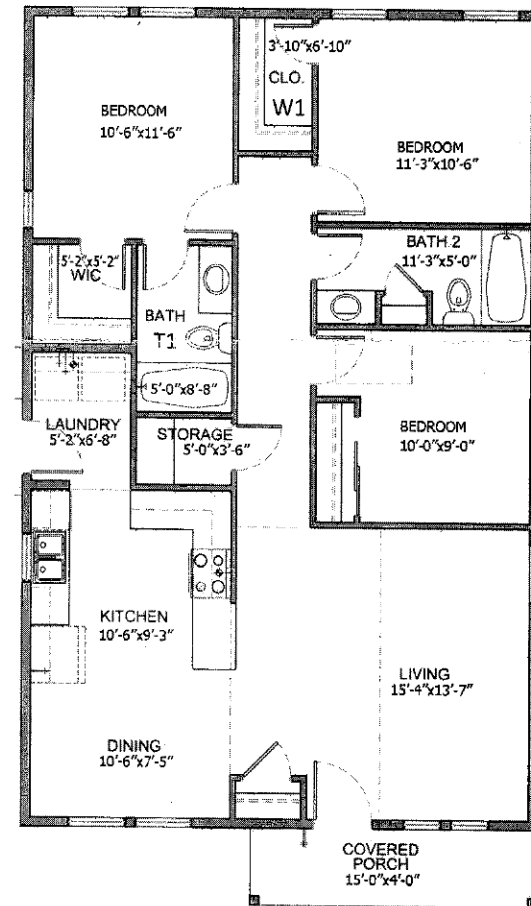 3'-10"x6'-10"
CLO.
W1
BEDROOM
10'-6"x11'-6"
BEDROOM
11'-3"x10'-6"
5'-2"x5'-2"
WIC
BATH 2
11'-3"x5'-0"
BATH
T1
5'-0"x8'-8"
LAUNDRY
5'-2"x6'-8"
STORAGE
5'-0"x3'-6"
BEDROOM
10'-0"x9'-0"
KITCHEN
10'-6"x9'-3"
LIVING
15'-4"x13'-7"
DINING
10'-6"x7'-5"
COVERED
PORCH
15'-0"x4'-0"